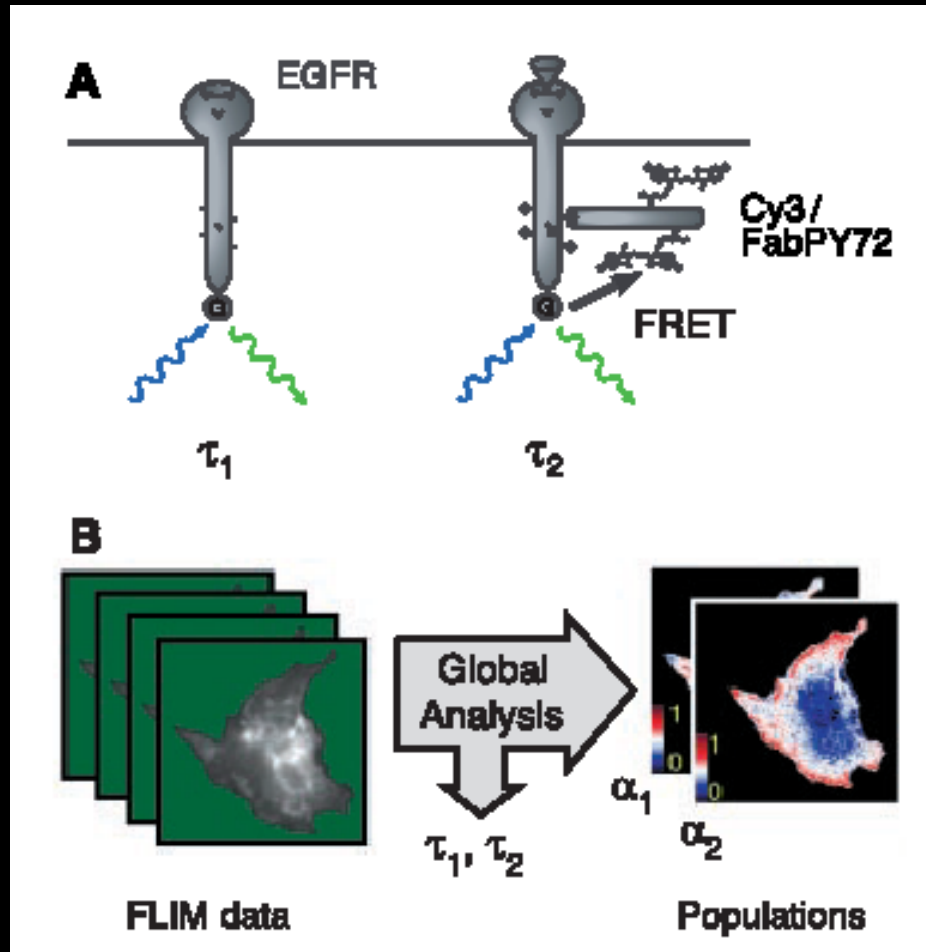 A
EGFR
Cy3/
FabPY72
FRET
τ1
τ2
B
Global
Analysis
1
0
1
0
α1
α2
τ1, τ2
FLIM data
Populations